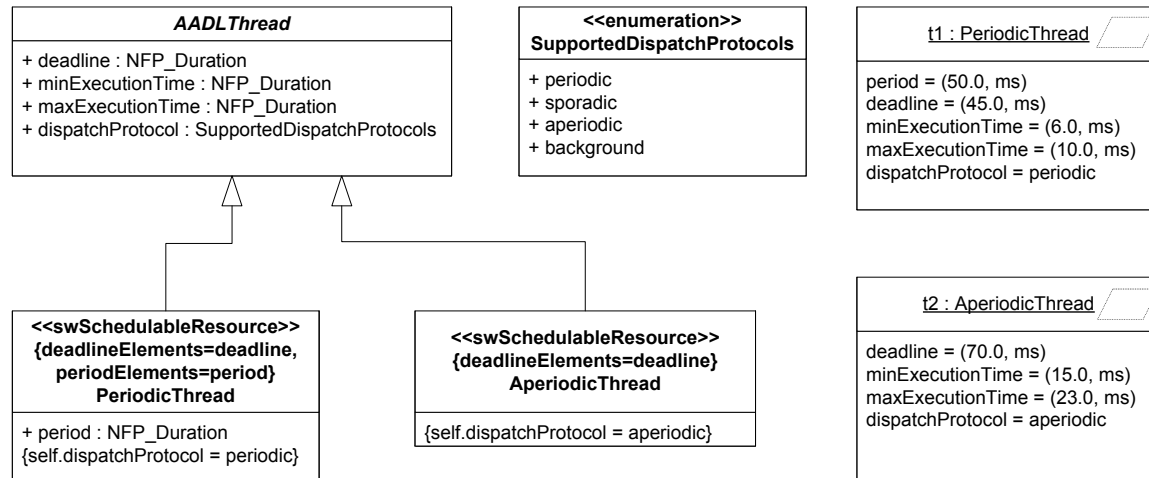 AADLThread
+ deadline : NFP_Duration
+ minExecutionTime : NFP_Duration
+ maxExecutionTime : NFP_Duration
+ dispatchProtocol : SupportedDispatchProtocols
<<enumeration>>
SupportedDispatchProtocols
+ periodic
+ sporadic
+ aperiodic
+ background
t1 : PeriodicThread
period = (50.0, ms)
deadline = (45.0, ms)
minExecutionTime = (6.0, ms)
maxExecutionTime = (10.0, ms)
dispatchProtocol = periodic
<<swSchedulableResource>>
{deadlineElements=deadline,
periodElements=period}
PeriodicThread
+ period : NFP_Duration
{self.dispatchProtocol = periodic}
<<swSchedulableResource>>
{deadlineElements=deadline}
AperiodicThread
{self.dispatchProtocol = aperiodic}
t2 : AperiodicThread
deadline = (70.0, ms)
minExecutionTime = (15.0, ms)
maxExecutionTime = (23.0, ms)
dispatchProtocol = aperiodic